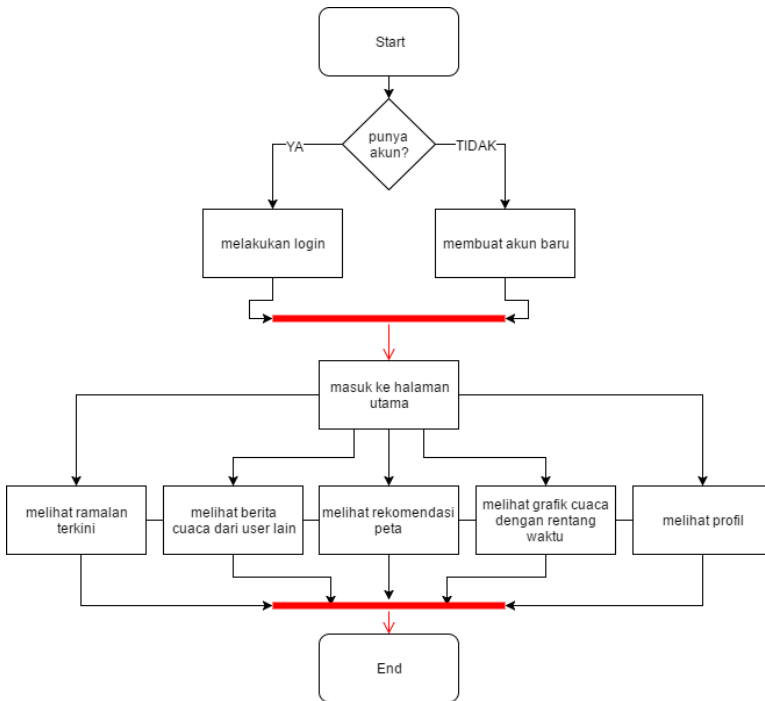 Start
punya
akun?
YA
TIDAK
melakukan login
membuat akun baru
masuk ke halaman
utama
melihat ramalan
terkini
melihat berita
cuaca dari user lain
melihat rekomendasi
peta
melihat grafik cuaca
dengan rentang
waktu
melihat profil
End